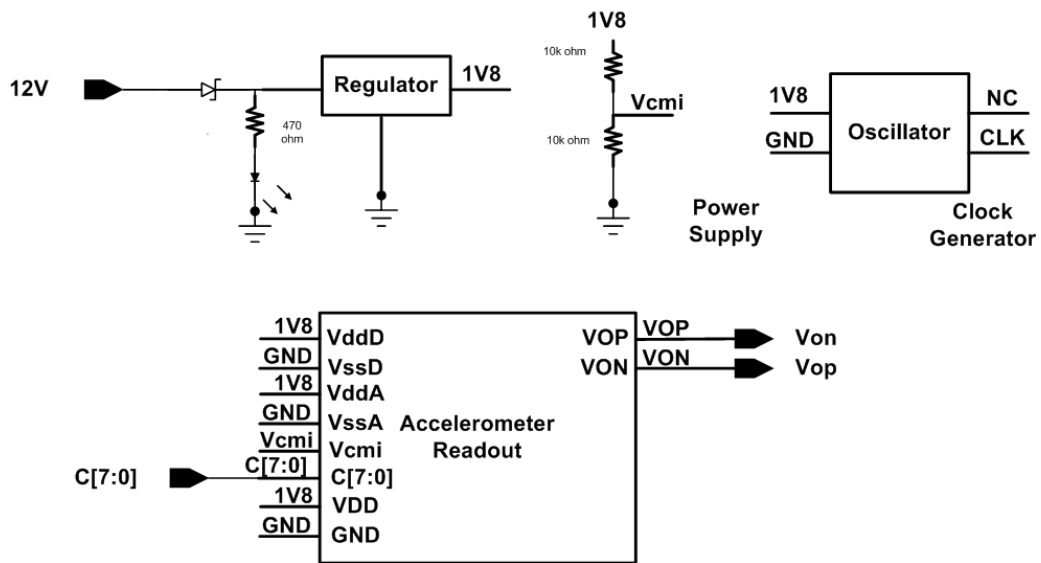 12V
470
ohm
Regulator
1V8
1V8
10k ohm
Vcmi
10k ohm
Power
Supply
1V8
GND
Oscillator
NC
CLK
Clock
Generator
C[7:0]
1V8
GND
1V8
GND
Vcmi
C[7:0]
1V8
GND
VddD
VssD
VddA
VssA
Vcmi
C[7:0]
VDD
GND
Accelerometer
Readout
VOP
VON
VOP
VON
Von
Vop